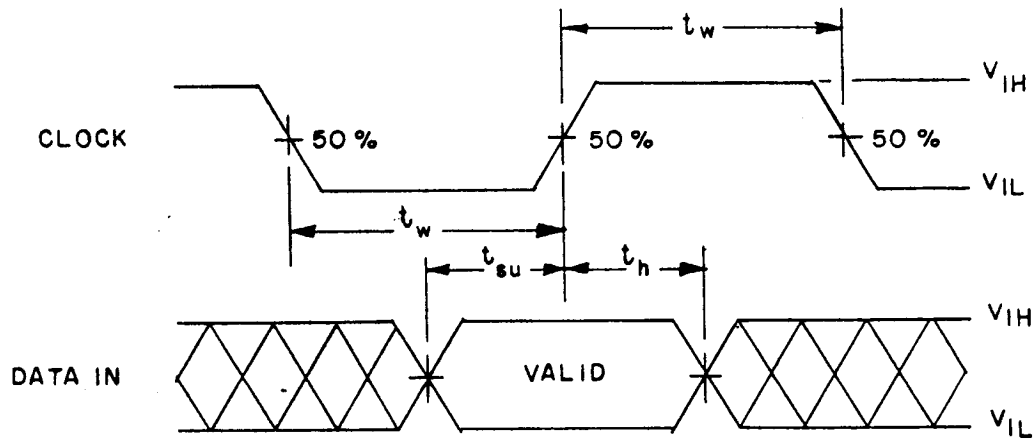 t_w
V_IH
CLOCK
50 %
50 %
50 %
V_IL
t_w
t_su
t_h
V_IH
DATA IN
VALID
V_IL